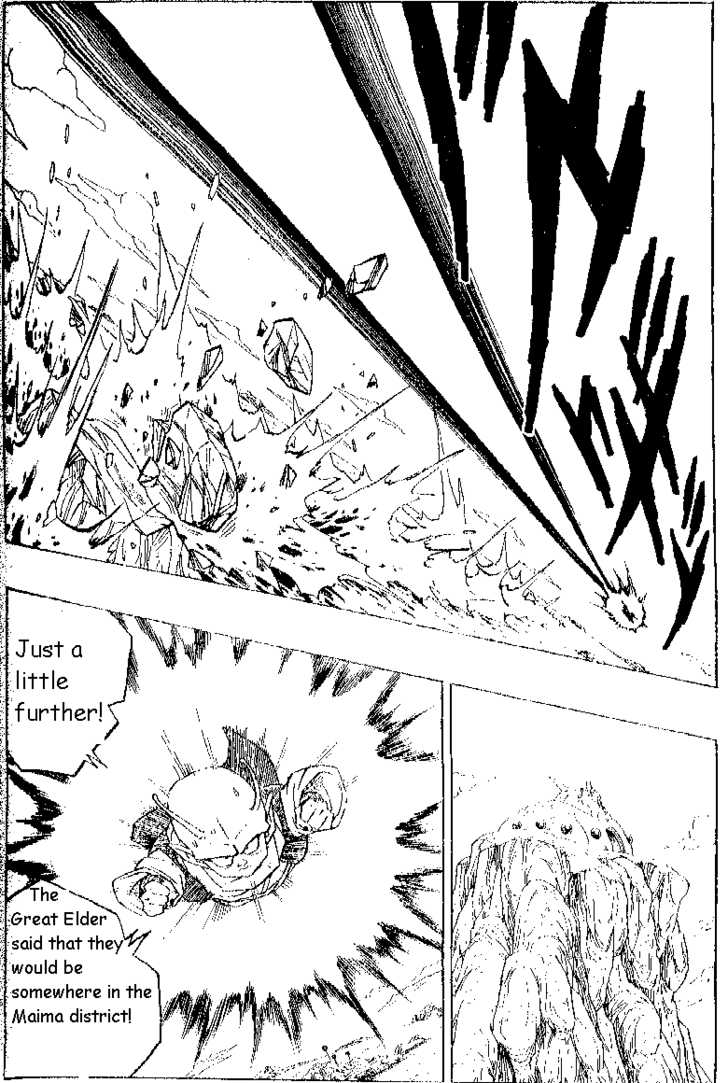 Just a
little
further!
The
Great Elder
said that they
would be
somewhere in the
Maima district!